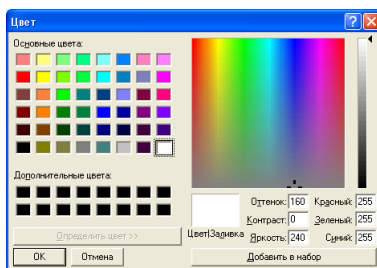 Цвет
Основные цвета:
Дополнительные цвета:
Определить цвет >>
ОК
Отмена
Цвет|Заливка
Оттенок: 160
Контраст: 0
Яркость: 240
Красный: 255
Зеленый: 255
Синий: 255
Добавить в набор